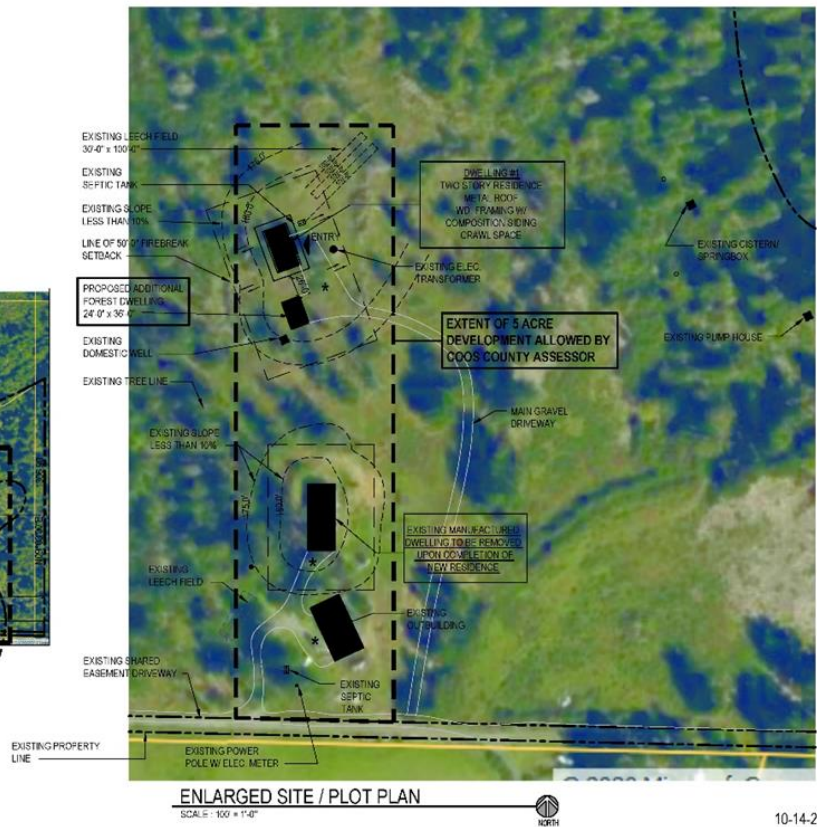 EXISTING LEECH FIELD
30'-0" x 100'-0"
EXISTING
SEPTIC TANK
EXISTING SLOPE
LESS THAN 10%
LINE OF 50'-0" FIREBREAK
SETBACK
PROPOSED ADDITIONAL
FOREST DWELLING
24'-0" x 36'-0"
EXISTING
DOMESTIC WELL
EXISTING TREE LINE
EXISTING SLOPE
LESS THAN 10%
EXISTING
LEECH FIELD
EXISTING SHARED
EASEMENT DRIVEWAY
EXISTING PROPERTY
LINE
EXISTING POWER
POLE W/ ELEC. METER
EXISTING
SEPTIC
TANK
EXISTING
OUTBUILDING
EXISTING MANUFACTURED
DWELLING TO BE REMOVED
UPON COMPLETION OF
NEW RESIDENCE
MAIN GRAVEL
DRIVEWAY
EXTENT OF 5 ACRE
DEVELOPMENT ALLOWED BY
COOS COUNTY ASSESSOR
ENTRY
EXISTING ELEC.
TRANSFORMER
DWELLING #1
TWO STORY RESIDENCE
METAL ROOF
WD. FRAMING W/
COMPOSITION SIDING
CRAWL SPACE
EXISTING CISTERN/
SPRINGBOX
EXISTING PUMP HOUSE
ENLARGED SITE / PLOT PLAN
SCALE : 100' = 1'-0"
NORTH
10-14-2